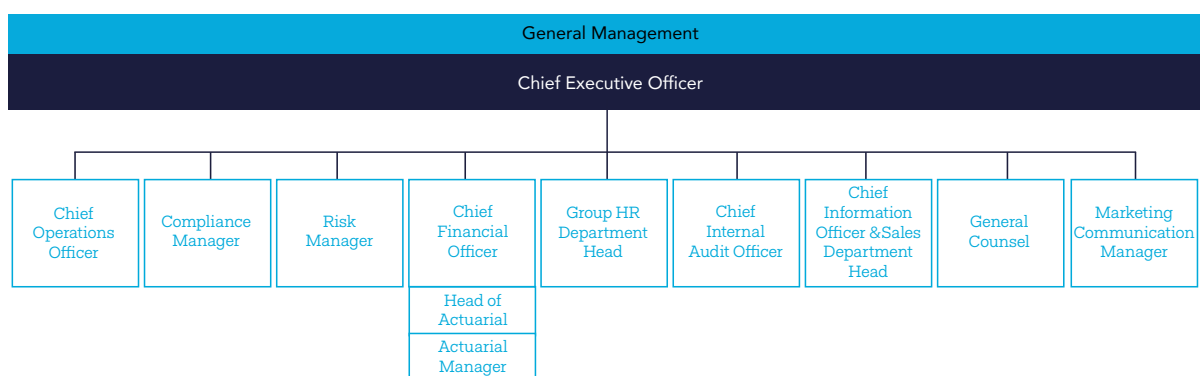 General Management
Chief Executive Officer
Chief
Operations
Officer
Compliance
Manager
Risk
Manager
Chief
Financial
Officer
Head of
Actuarial
Actuarial
Manager
Group HR
Department
Head
Chief
Internal
Audit Officer
Chief
Information
Officer &Sales
Department
Head
General
Counsel
Marketing
Communication
Manager